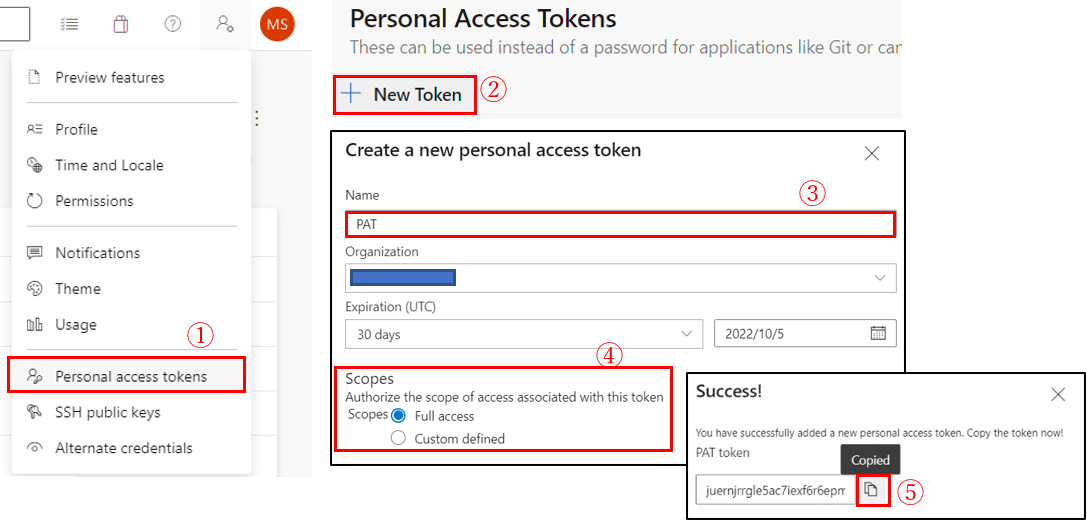 MS
Preview features
Profile
Time and Locale
Permissions
Notifications
Theme
Usage
①
Personal access tokens
SSH public keys
Alternate credentials
Personal Access Tokens
These can be used instead of a password for applications like Git or can
New Token
②
Create a new personal access token
Name
③
PAT
Organization
Expiration (UTC)
30 days
2022/10/5
④
Scopes
Authorize the scope of access associated with this token
Scopes
Full access
Custom defined
Success!
You have successfully added a new personal access token. Copy the token now!
PAT token
Copied
juernjrrgle5ac7iexf6r6epm
⑤